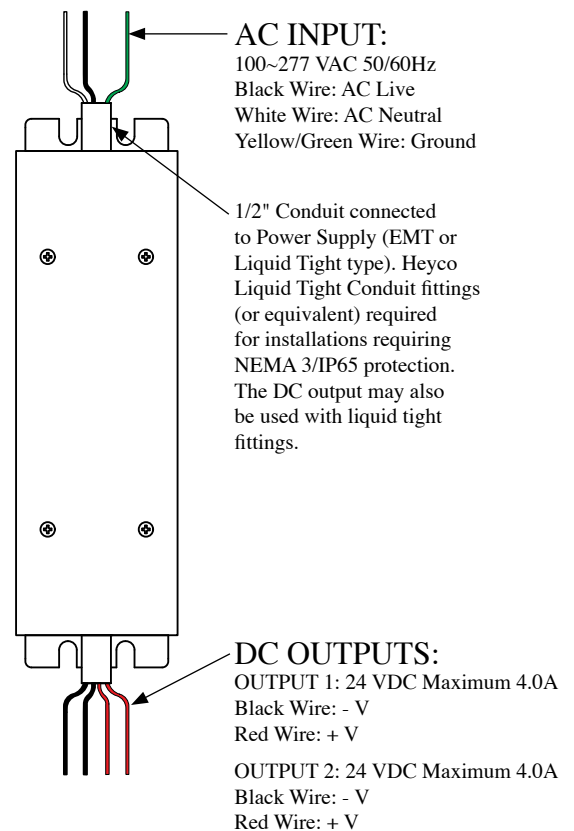 AC INPUT:
100~277 VAC 50/60Hz
Black Wire: AC Live
White Wire: AC Neutral
Yellow/Green Wire: Ground
1/2" Conduit connected
to Power Supply (EMT or
Liquid Tight type). Heyco
Liquid Tight Conduit fittings
(or equivalent) required
for installations requiring
NEMA 3/IP65 protection.
The DC output may also
be used with liquid tight
fittings.
DC OUTPUTS:
OUTPUT 1: 24 VDC Maximum 4.0A
Black Wire: - V
Red Wire: + V
OUTPUT 2: 24 VDC Maximum 4.0A
Black Wire: - V
Red Wire: + V